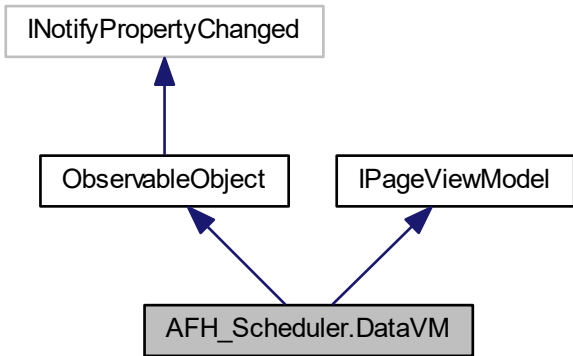 INotifyPropertyChanged
ObservableObject
IPageViewModel
AFH_Scheduler.DataVM